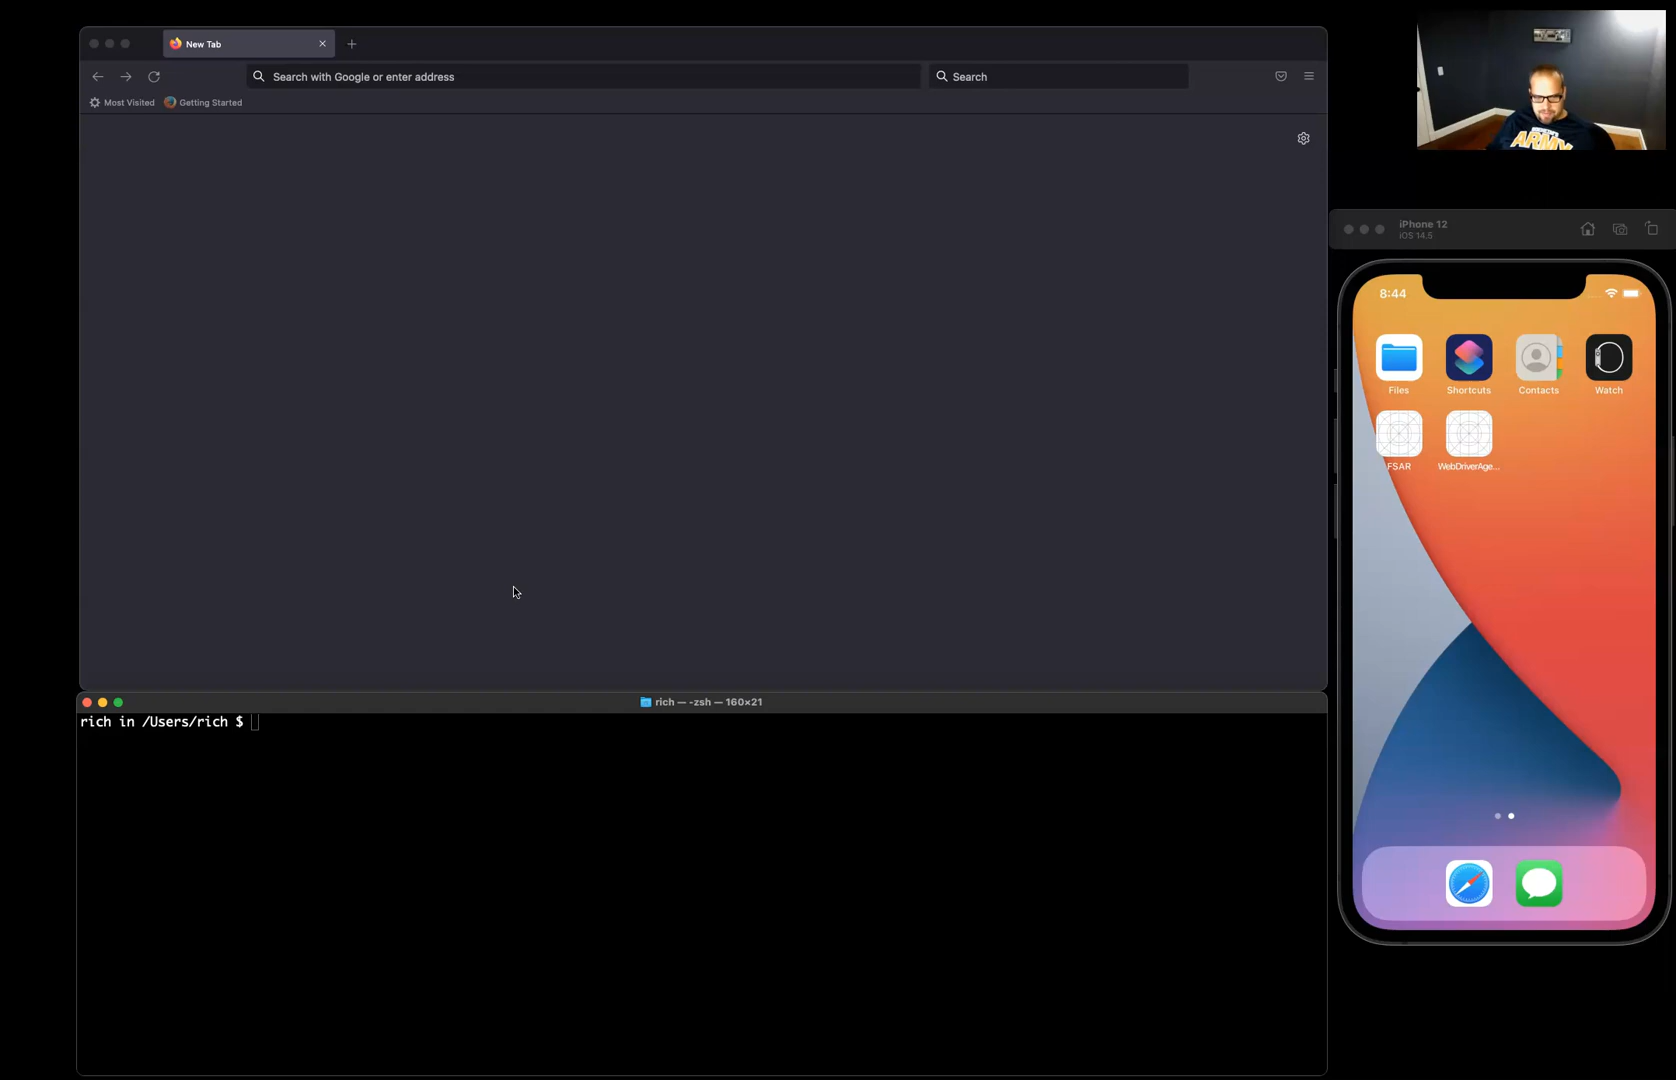 New Tab
Search with Google or enter address
Search
Most Visited
Getting Started
ARMY
iPhone 12
iOS 14.5
8:44
Files
Shortcuts
Contacts
Watch
FSAR
WebDriverAge...
rich — -zsh — 160×21
rich in /Users/rich $